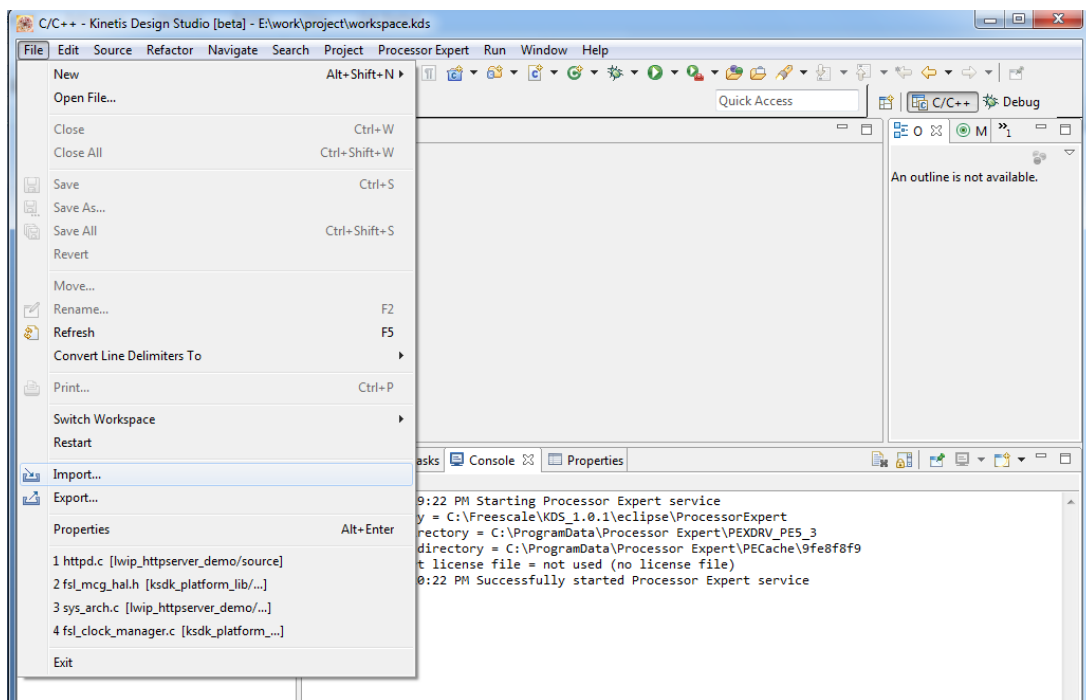 C/C++ - Kinetis Design Studio [beta] - E:\work\project\workspace.kds
File Edit Source Refactor Navigate Search Project Processor Expert Run Window Help
New Alt+Shift+N
Open File...
Quick Access C/C++ Debug
Close Ctrl+W
Close All Ctrl+Shift+W
O M »1
An outline is not available.
Save Ctrl+S
Save As...
Save All Ctrl+Shift+S
Revert
Move...
Rename... F2
Refresh F5
Convert Line Delimiters To
Print... Ctrl+P
Switch Workspace
Restart
Import...
Export...
Properties Alt+Enter
1 httpd.c [lwip_httpserver_demo/source]
2 fsl_mcg_hal.h [ksdk_platform_lib/...]
3 sys_arch.c [lwip_httpserver_demo/...]
4 fsl_clock_manager.c [ksdk_platform_...]
Exit
asks Console Properties
9:22 PM Starting Processor Expert service
y = C:\Freescale\KDS_1.0.1\eclipse\ProcessorExpert
rectory = C:\ProgramData\Processor Expert\PEXDRV_PE5_3
directory = C:\ProgramData\Processor Expert\PECache\9fe8f8f9
t license file = not used (no license file)
0:22 PM Successfully started Processor Expert service